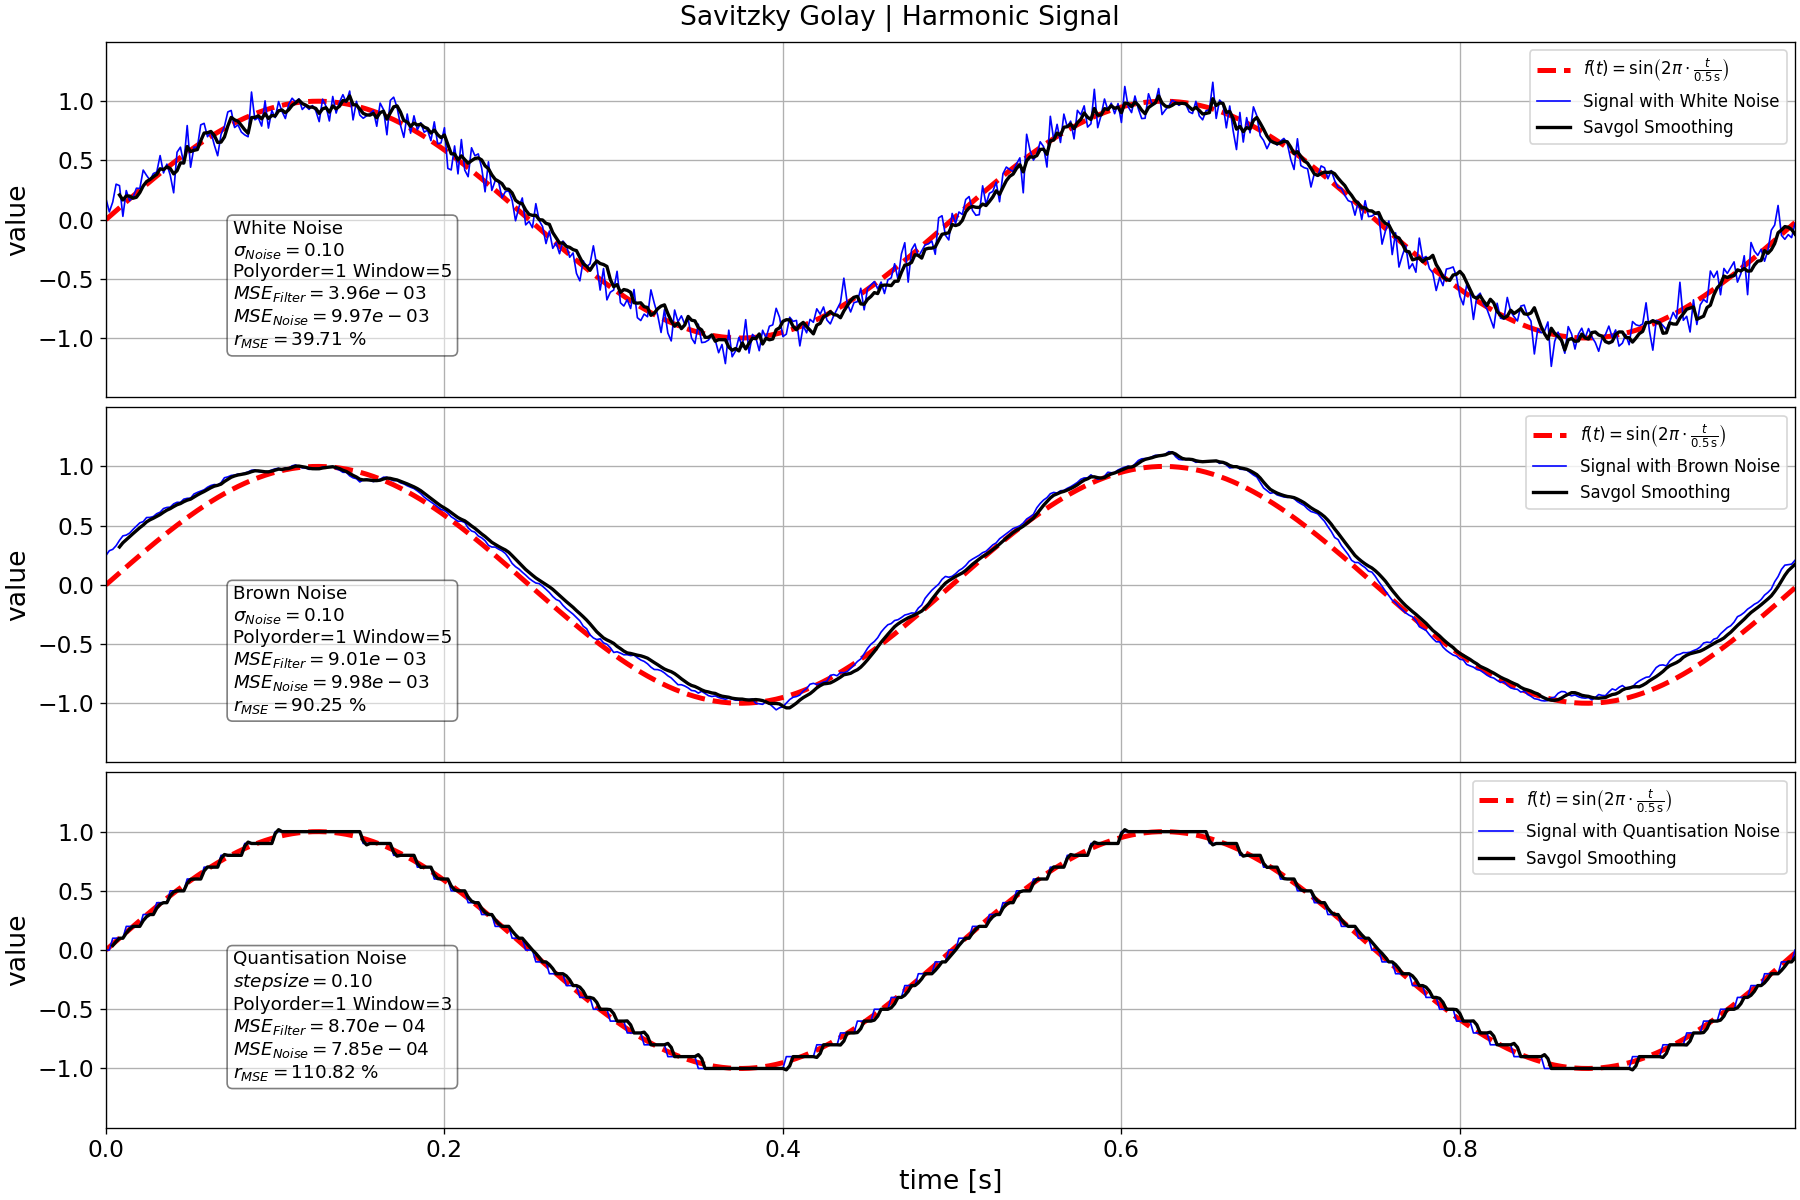 Savitzky Golay | Harmonic Signal
value
1.0
0.5
0.0
−0.5
−1.0
f(t) = sin(2π · t/0.5 s)
Signal with White Noise
Savgol Smoothing
White Noise
σNoise = 0.10
Polyorder=1 Window=5
MSEFilter = 3.96e − 03
MSENoise = 9.97e − 03
rMSE = 39.71 %
value
1.0
0.5
0.0
−0.5
−1.0
f(t) = sin(2π · t/0.5 s)
Signal with Brown Noise
Savgol Smoothing
Brown Noise
σNoise = 0.10
Polyorder=1 Window=5
MSEFilter = 9.01e − 03
MSENoise = 9.98e − 03
rMSE = 90.25 %
value
1.0
0.5
0.0
−0.5
−1.0
f(t) = sin(2π · t/0.5 s)
Signal with Quantisation Noise
Savgol Smoothing
Quantisation Noise
stepsize = 0.10
Polyorder=1 Window=3
MSEFilter = 8.70e − 04
MSENoise = 7.85e − 04
rMSE = 110.82 %
0.0 0.2 0.4 0.6 0.8
time [s]